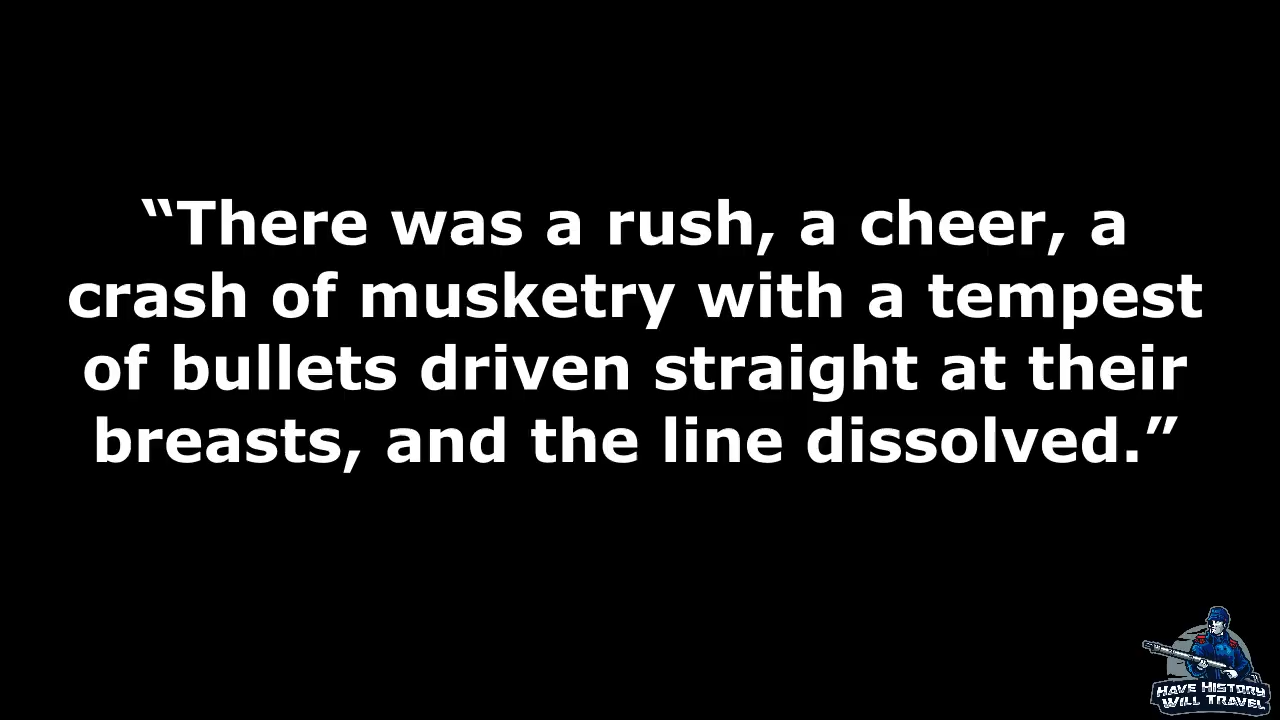 “There was a rush, a cheer, a
crash of musketry with a tempest
of bullets driven straight at their
breasts, and the line dissolved.”
HAVE HISTORY
WILL TRAVEL